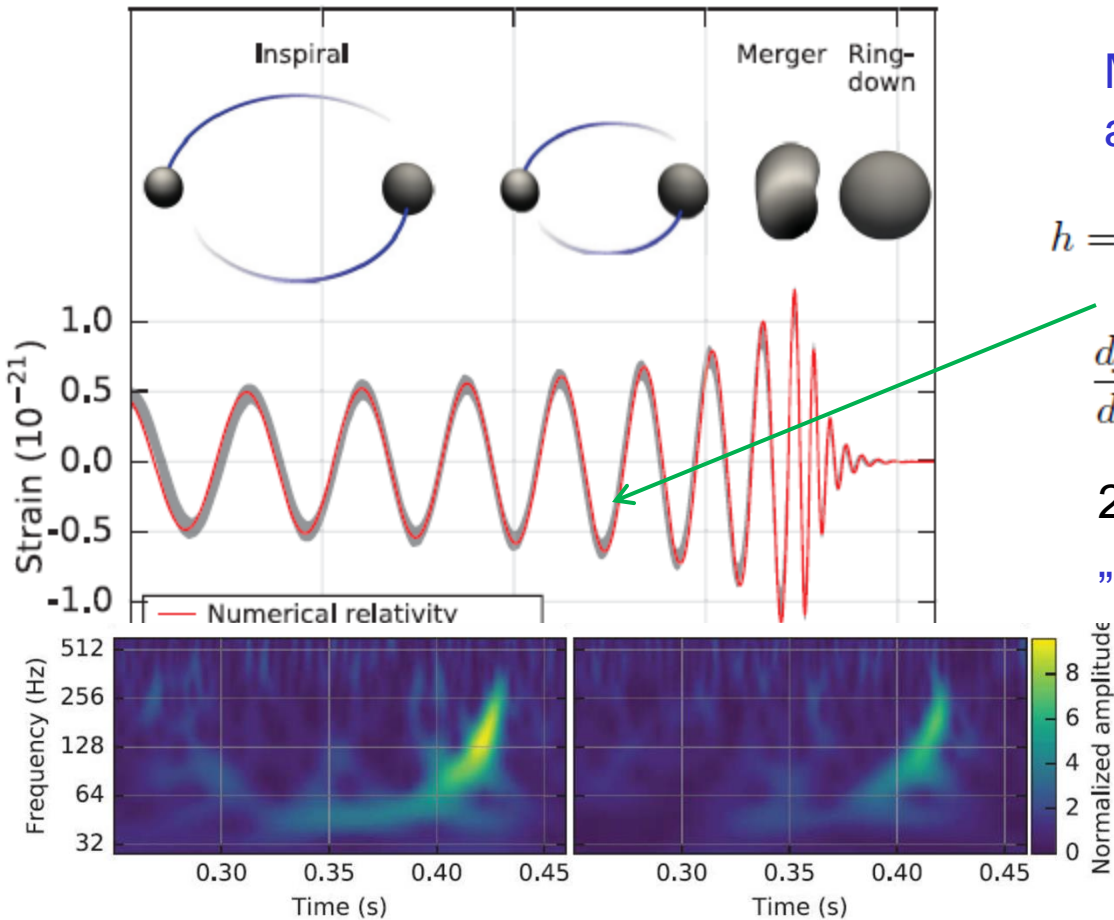 Inspiral
Merger Ring-
down
h =
1.0
0.5
0.0
-0.5
-1.0
Strain (10⁻²¹)
Numerical relativity
2
„
512
256
128
64
32
Frequency (Hz)
0.30 0.35 0.40 0.45
Time (s)
0.30 0.35 0.40 0.45
Time (s)
8
6
4
2
0
Normalized amplitude